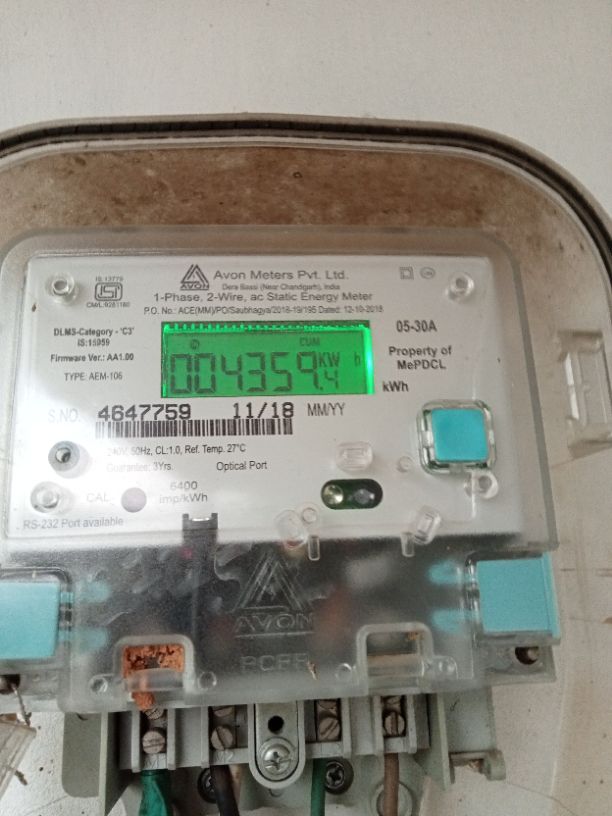 IS:13779
ISI
CM/L:9281180
AVON
Avon Meters Pvt. Ltd.
Dera Bassi (Near Chandigarh), India
1-Phase, 2-Wire, ac Static Energy Meter
P.O. No.: ACE(MM)/PO/Saubhagya/2018-19/195 Dated: 12-10-2018
DLMS-Category - 'C3'
IS:15959
Firmware Ver.: AA1.00
TYPE: AEM-106
CUM
004359.4 KW h
05-30A
Property of
MePDCL
kWh
S.NO. 4647759 11/18 MM/YY
240V, 50Hz, CL:1.0, Ref. Temp. 27°C
Guarantee: 3Yrs. Optical Port
CAL 6400
imp/kWh
RS-232 Port available
AVON